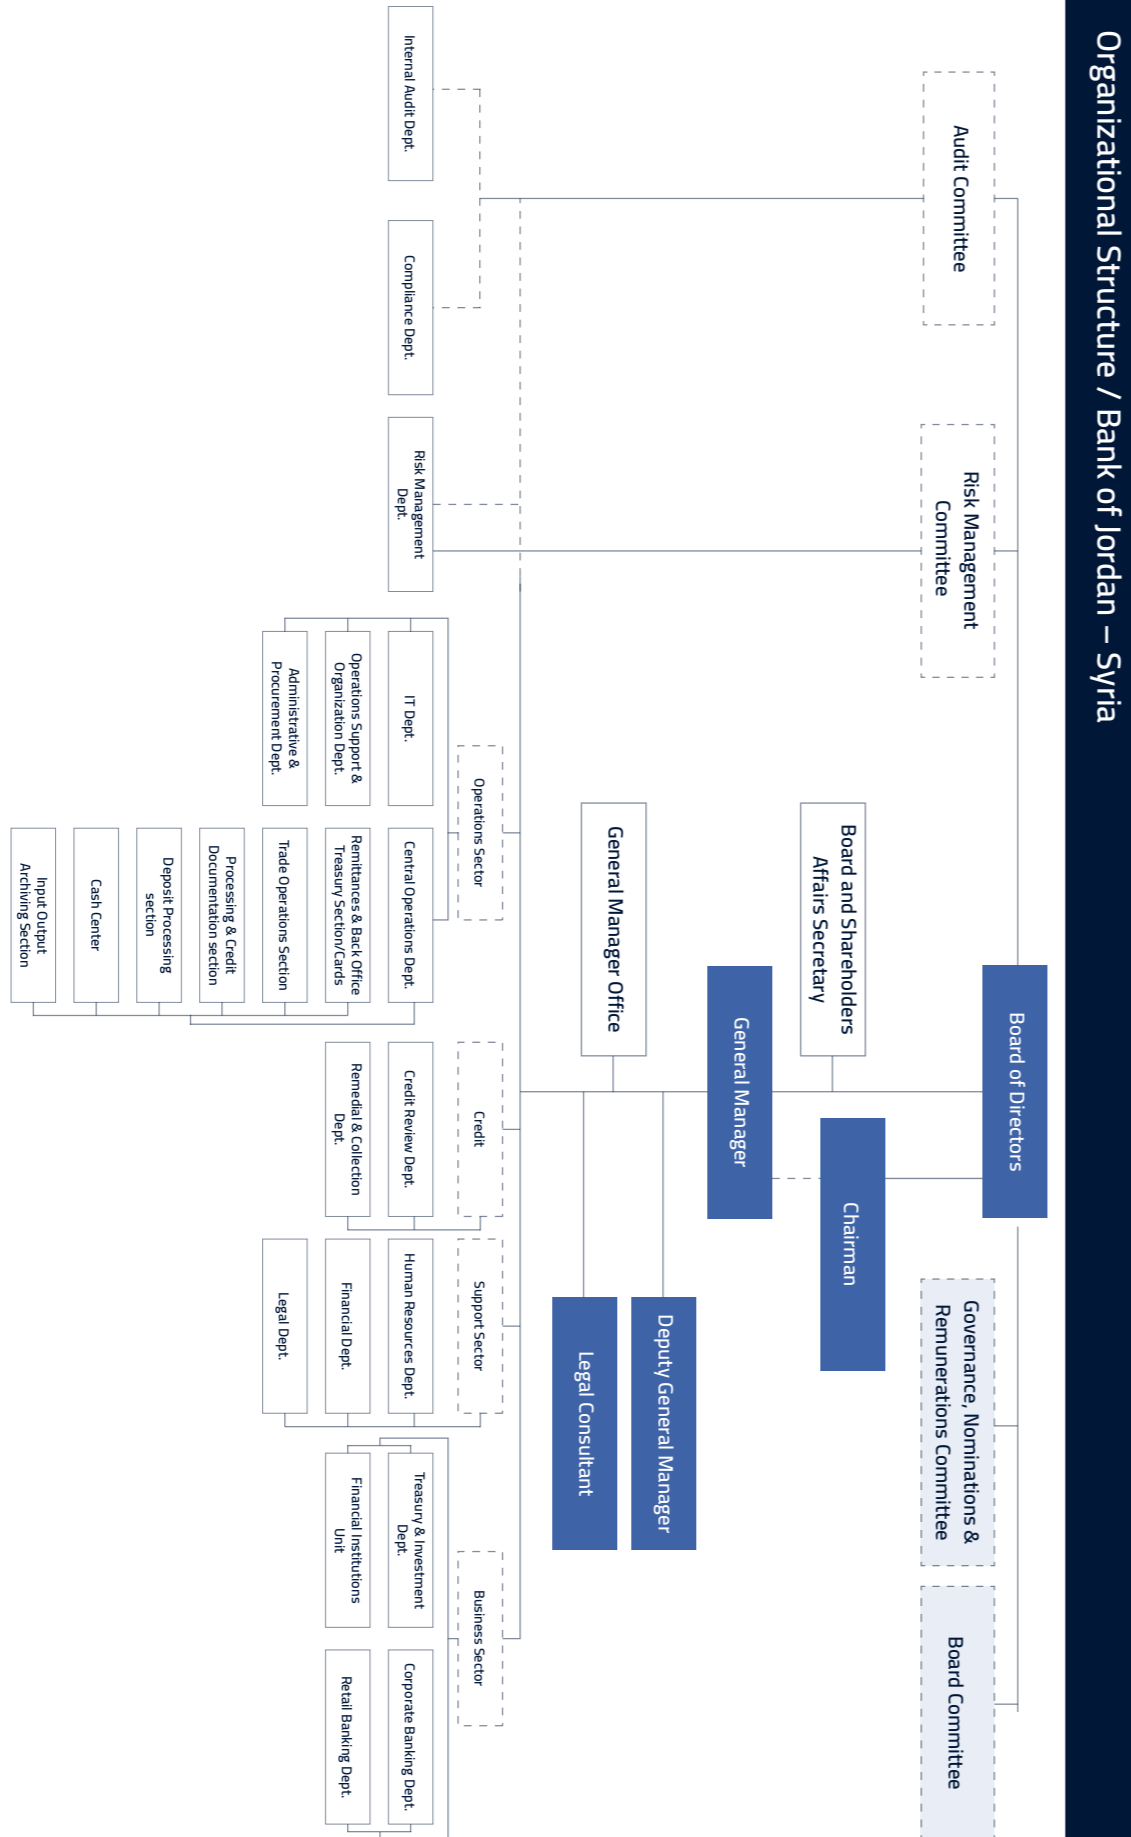 Organizational Structure / Bank of Jordan – Syria
Board of Directors
Audit Committee
Risk Management
Committee
Governance, Nominations &
Remunerations Committee
Board Committee
Chairman
Board and Shareholders
Affairs Secretary
General Manager
Deputy General Manager
General Manager Office
Legal Consultant
Operations Sector
Credit
Support Sector
Business Sector
Internal Audit Dept.
Compliance Dept.
Risk Management
Dept.
IT Dept.
Central Operations Dept.
Credit Review Dept.
Human Resources Dept.
Treasury & Investment
Dept.
Corporate Banking Dept.
Operations Support &
Organization Dept.
Remittances & Back Office
Treasury Section/Cards
Remedial & Collection
Dept.
Financial Dept.
Financial Institutions
Unit
Retail Banking Dept.
Administrative &
Procurement Dept.
Trade Operations Section
Legal Dept.
Processing & Credit
Documentation section
Deposit Processing
section
Cash Center
Input Output
Archiving Section